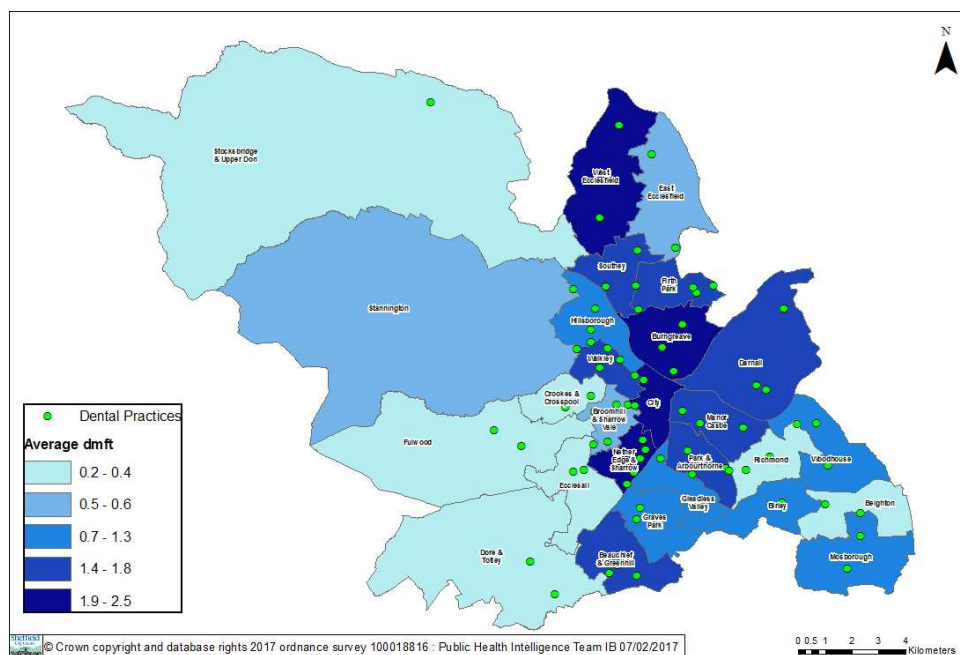 N
Stocksbridge
& Upper Don
West
Ecclesfield
East
Ecclesfield
Southey
Firth
Park
Stannington
Hillsborough
Burngreave
Darnall
Walkley
Crookes &
Crosspool
City
Broomhill
& Sharrow
Vale
Manor
Castle
Fulwood
Nether
Edge &
Sharrow
Park &
Arbourthorne
Richmond
Woodhouse
Ecclesall
Gleadless
Valley
Birley
Beighton
Graves
Park
Dore &
Totley
Beauchief
& Greenhill
Mosborough
Dental Practices
Average dmft
0.2 - 0.4
0.5 - 0.6
0.7 - 1.3
1.4 - 1.8
1.9 - 2.5
Sheffield
City Council
© Crown copyright and database rights 2017 ordnance survey 100018816 : Public Health Intelligence Team IB 07/02/2017
0 0.5 1 2 3 4
Kilometers